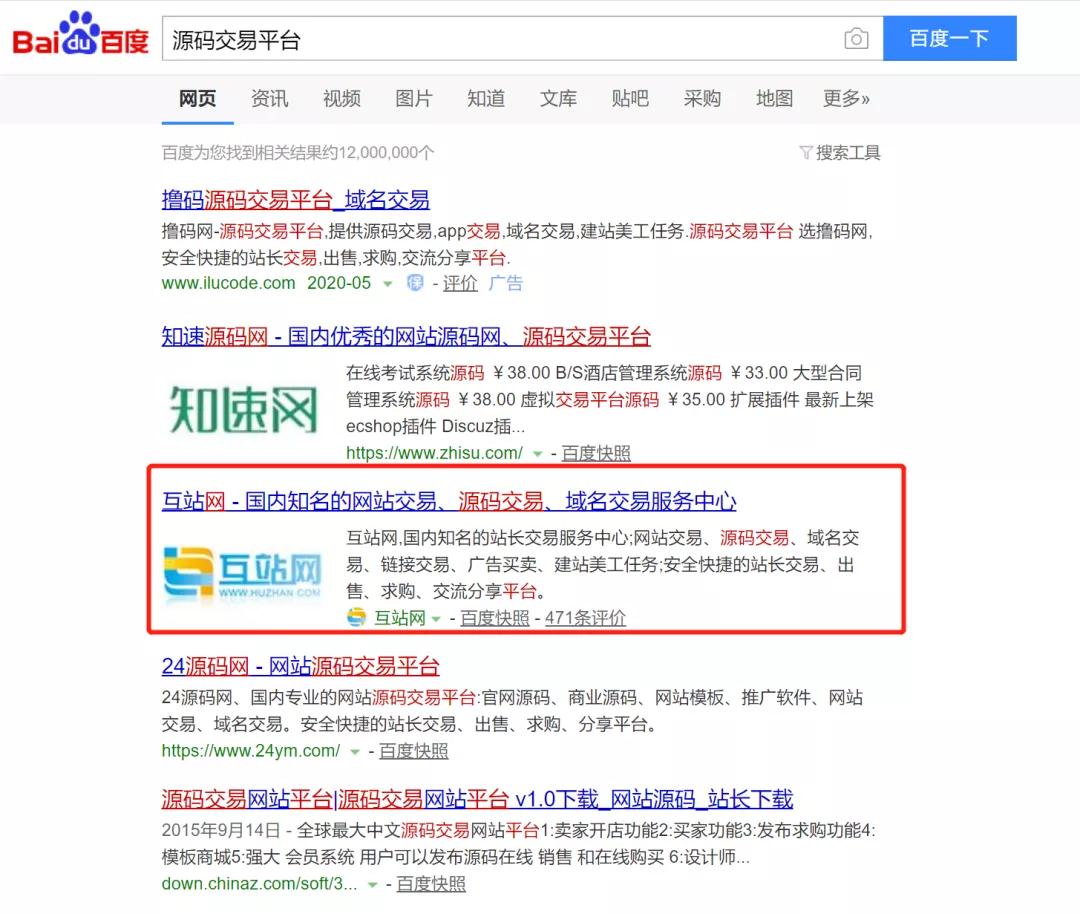 Bai du 百度
源码交易平台
百度一下
网页 资讯 视频 图片 知道 文库 贴吧 采购 地图 更多»
百度为您找到相关结果约12,000,000个
搜索工具
撸码源码交易平台_域名交易
撸码网-源码交易平台,提供源码交易,app交易,域名交易,建站美工任务.源码交易平台 选撸码网,
安全快捷的站长交易,出售,求购,交流分享平台.
www.ilucode.com 2020-05 保 - 评价 广告
知速源码网 - 国内优秀的网站源码网、源码交易平台
知速网
在线考试系统源码 ¥38.00 B/S酒店管理系统源码 ¥33.00 大型合同
管理系统源码 ¥38.00 虚拟交易平台源码 ¥35.00 扩展插件 最新上架
ecshop插件 Discuz插...
https://www.zhisu.com/ - 百度快照
互站网 - 国内知名的网站交易、源码交易、域名交易服务中心
互站网
WWW.HUZHAN.COM
互站网,国内知名的站长交易服务中心;网站交易、源码交易、域名交
易、链接交易、广告买卖、建站美工任务;安全快捷的站长交易、出
售、求购、交流分享平台。
互站网 - 百度快照 - 471条评价
24源码网 - 网站源码交易平台
24源码网、国内专业的网站源码交易平台:官网源码、商业源码、网站模板、推广软件、网站
交易、域名交易。安全快捷的站长交易、出售、求购、分享平台。
https://www.24ym.com/ - 百度快照
源码交易网站平台|源码交易网站平台 v1.0下载_网站源码_站长下载
2015年9月14日 - 全球最大中文源码交易网站平台1:卖家开店功能2:买家功能3:发布求购功能4:
模板商城5:强大 会员系统 用户可以发布源码在线 销售 和在线购买 6:设计师...
down.chinaz.com/soft/3... - 百度快照